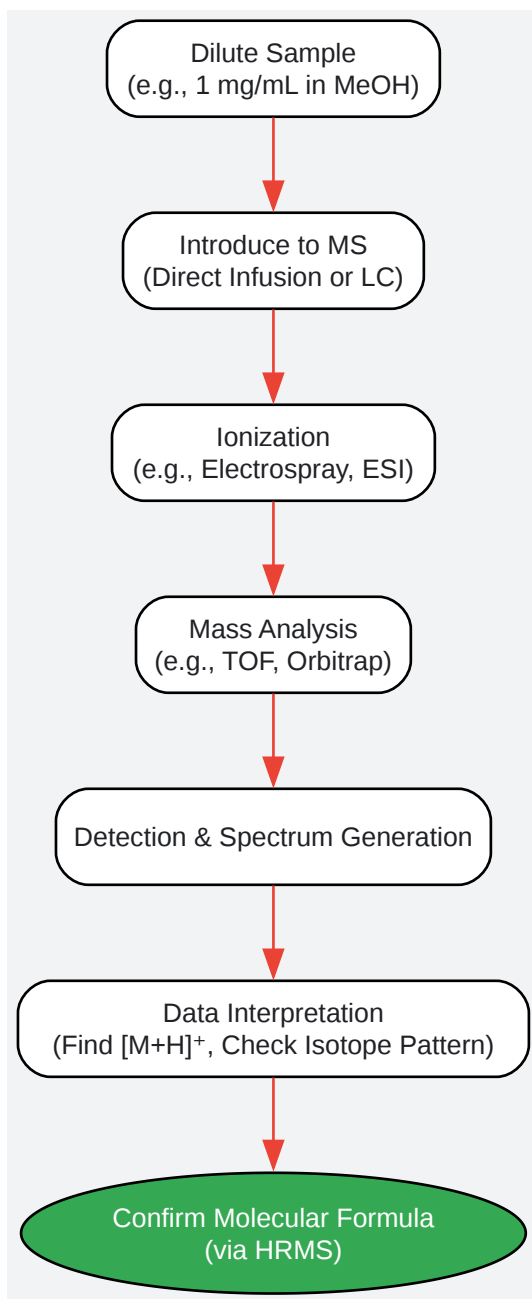 Dilute Sample
(e.g., 1 mg/mL in MeOH)
Introduce to MS
(Direct Infusion or LC)
Ionization
(e.g., Electrospray, ESI)
Mass Analysis
(e.g., TOF, Orbitrap)
Detection & Spectrum Generation
Data Interpretation
(Find [M+H]⁺, Check Isotope Pattern)
Confirm Molecular Formula
(via HRMS)